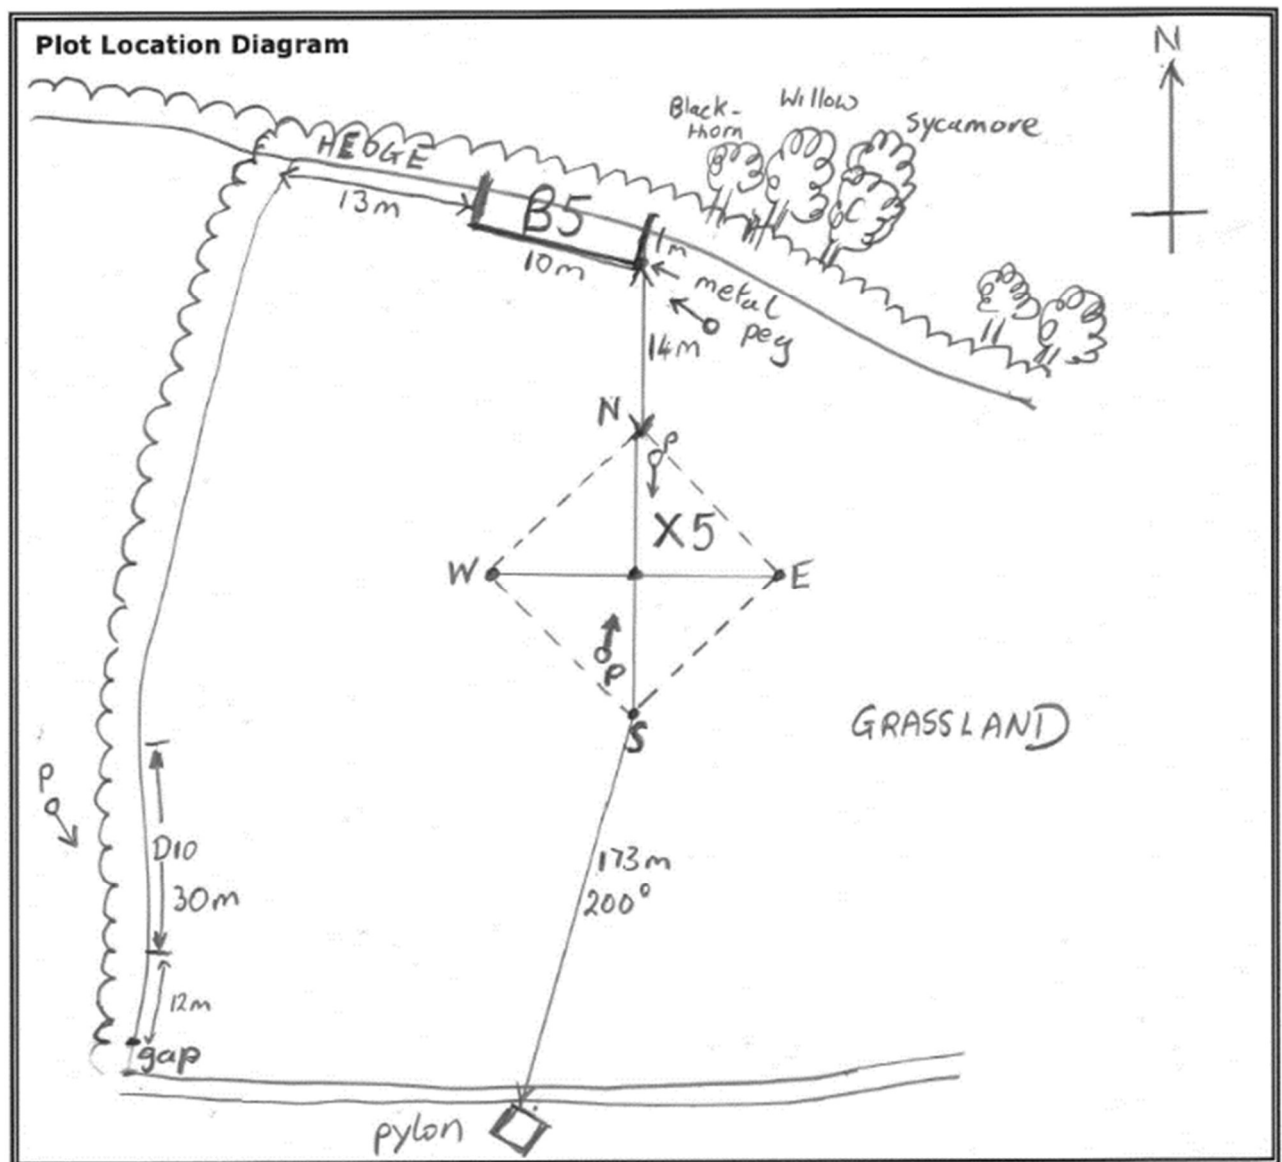 Plot Location Diagram
N
Black-
thorn
Willow
Sycamore
HEDGE
13m
B5
1m
10m
metal
peg
14m
N
P
X5
W
E
P
S
GRASSLAND
P
D10
30m
173m
200°
12m
gap
pylon